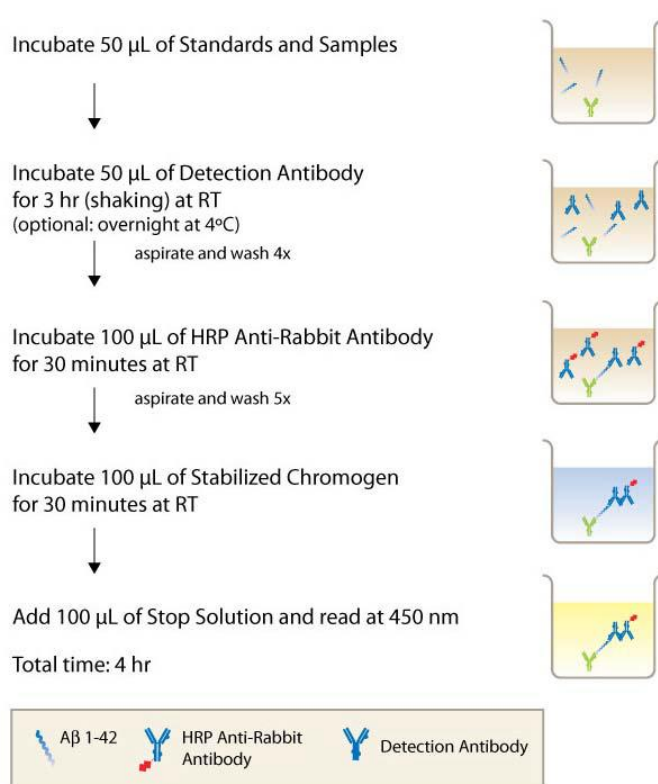 Incubate 50 µL of Standards and Samples
Incubate 50 µL of Detection Antibody
for 3 hr (shaking) at RT
(optional: overnight at 4ºC)
aspirate and wash 4x
Incubate 100 µL of HRP Anti-Rabbit Antibody
for 30 minutes at RT
aspirate and wash 5x
Incubate 100 µL of Stabilized Chromogen
for 30 minutes at RT
Add 100 µL of Stop Solution and read at 450 nm
Total time: 4 hr
Aβ 1-42
HRP Anti-Rabbit
Antibody
Detection Antibody